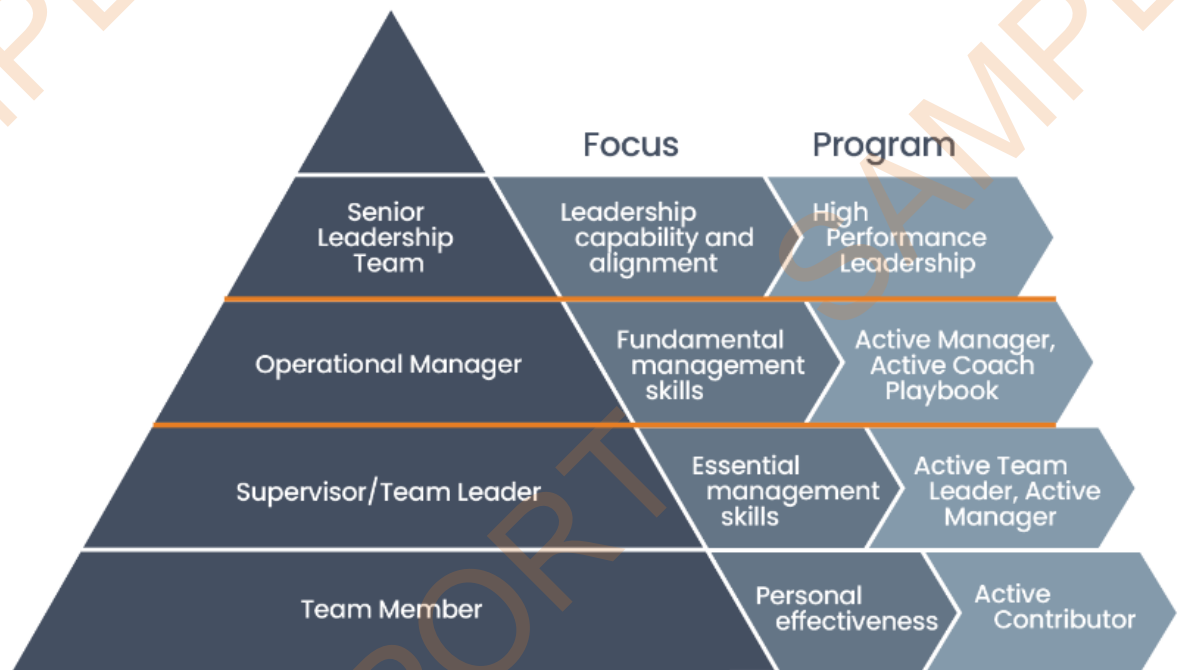 Focus
Program
Senior
Leadership
Team
Leadership
capability and
alignment
High
Performance
Leadership
Operational Manager
Fundamental
management
skills
Active Manager,
Active Coach
Playbook
Supervisor/Team Leader
Essential
management
skills
Active Team
Leader, Active
Manager
Team Member
Personal
effectiveness
Active
Contributor